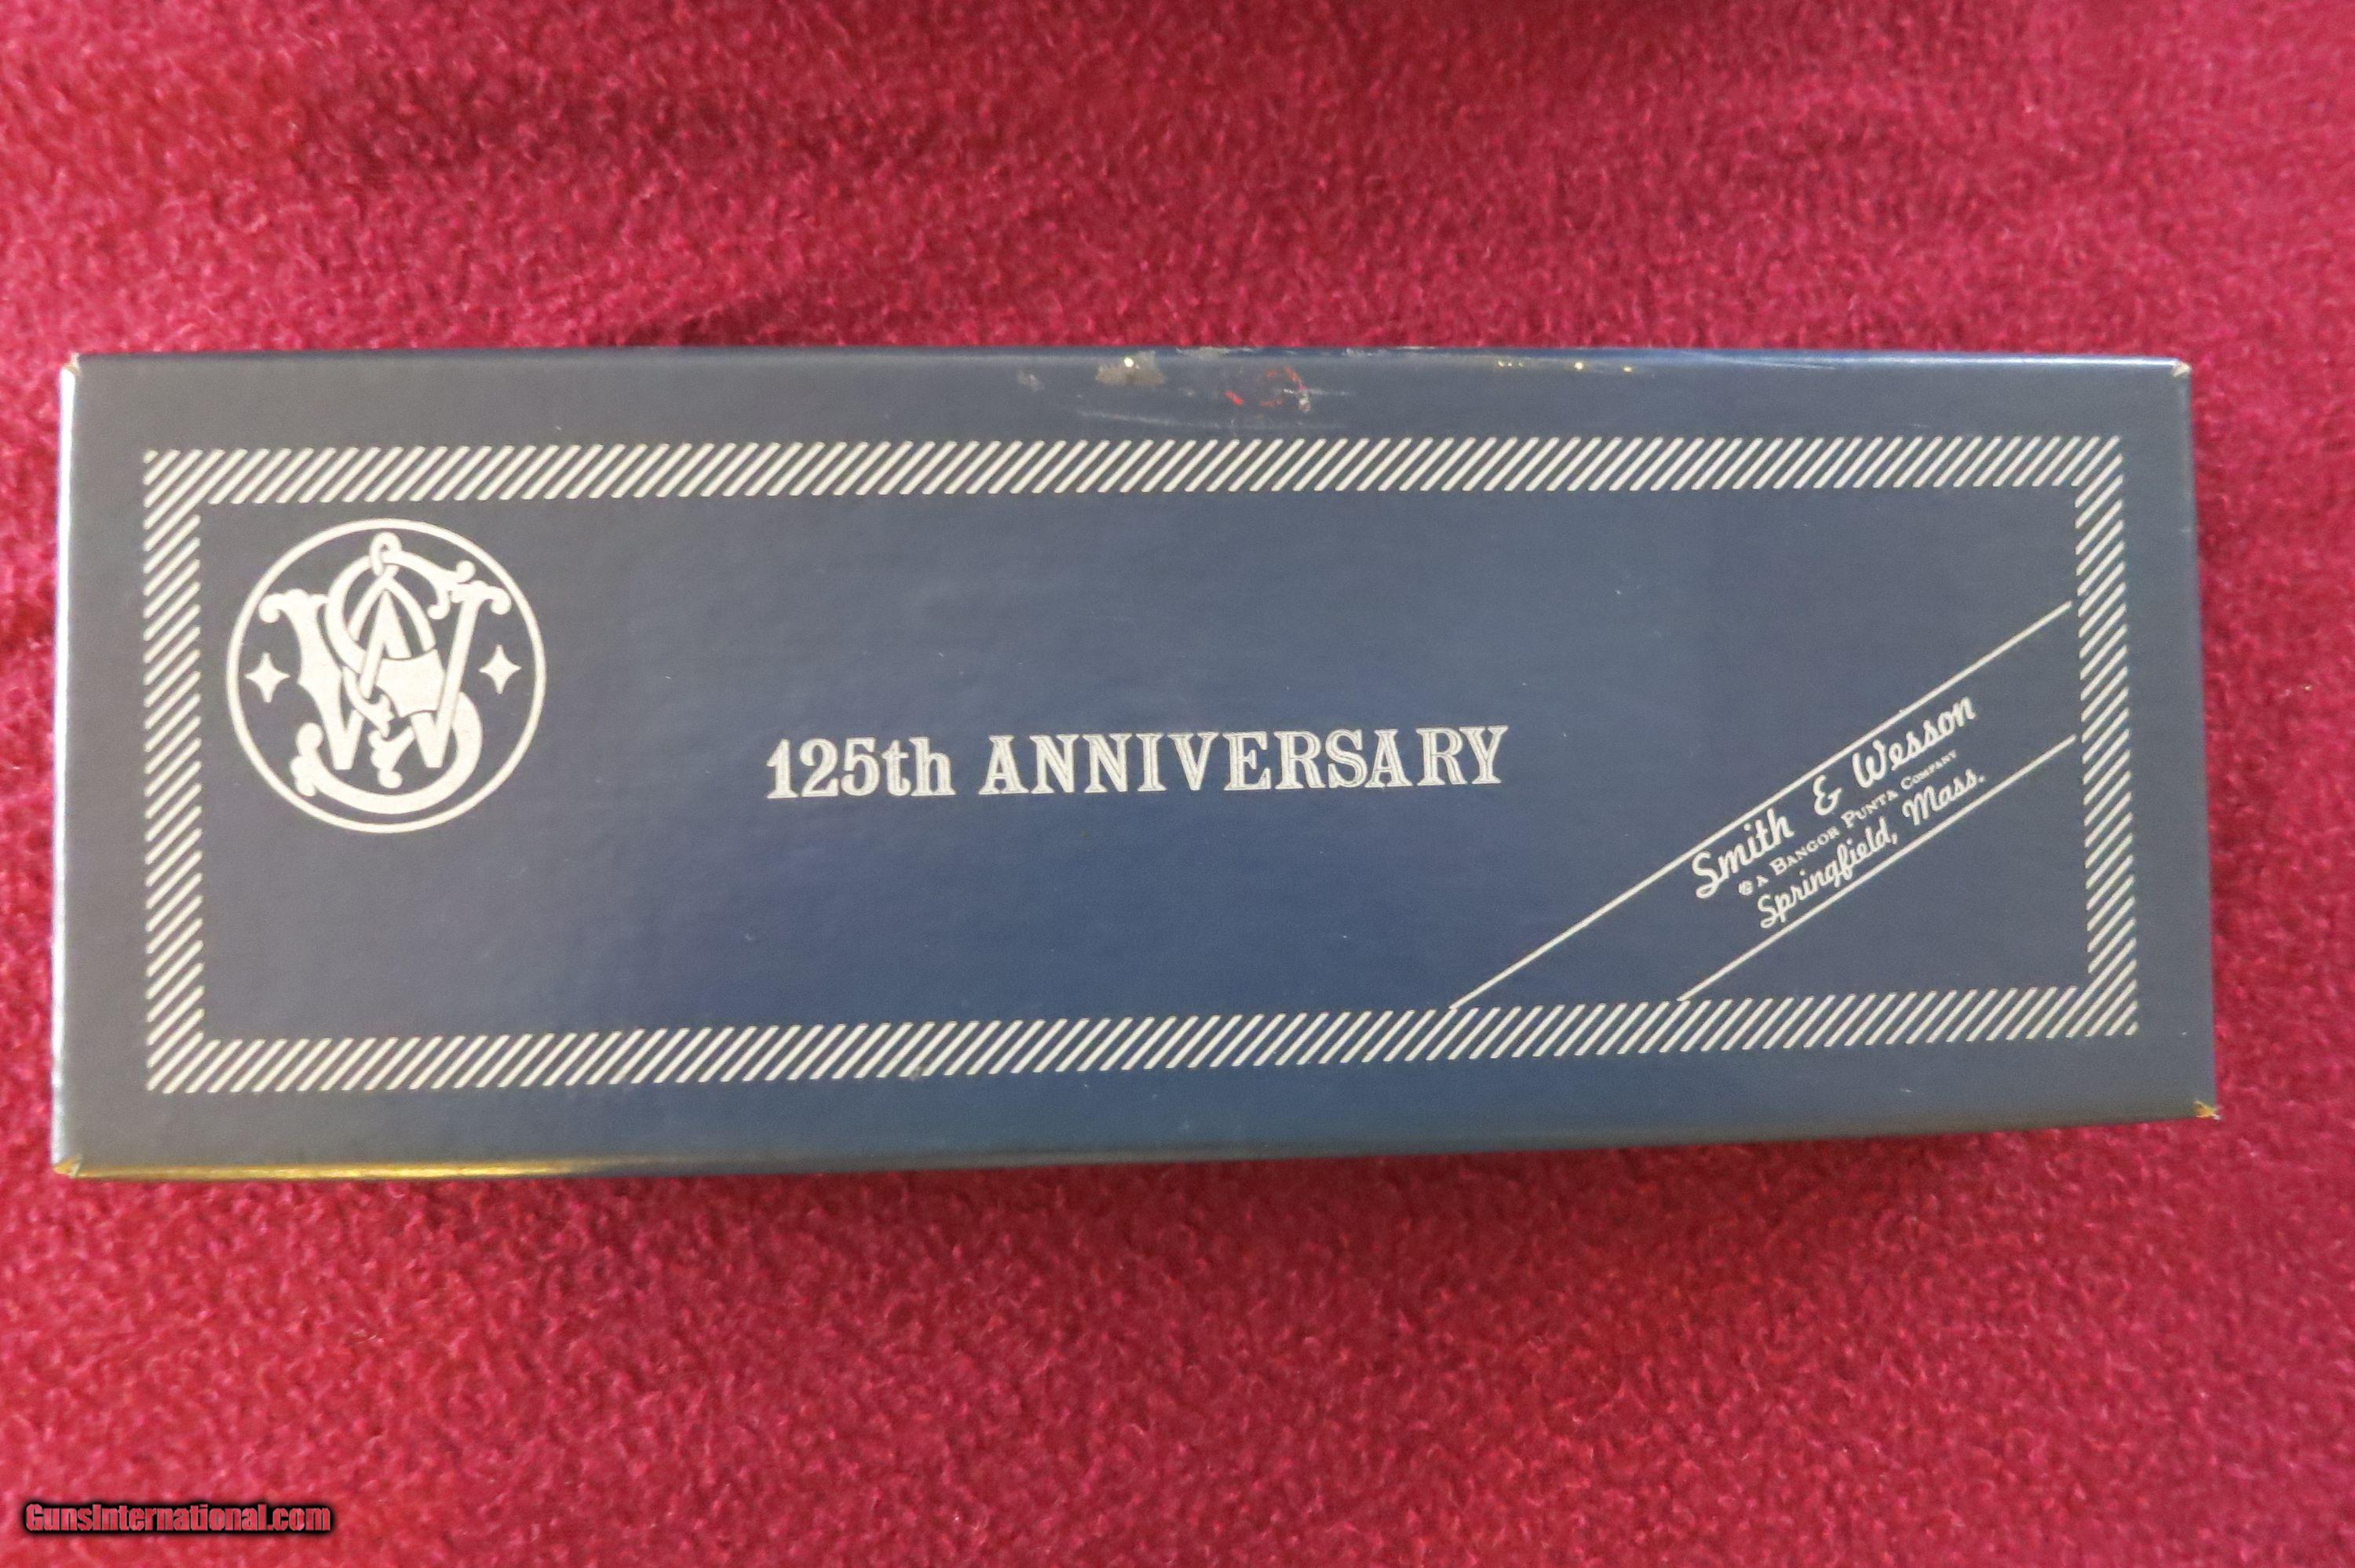 125th ANNIVERSARY
Smith & Wesson
A BANGOR PUNTA COMPANY
Springfield, Mass.
GunsInternational.com